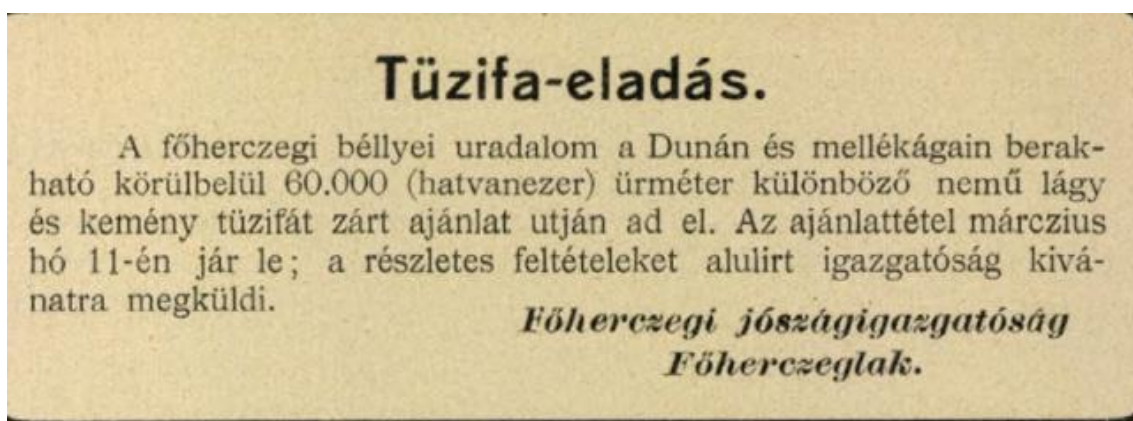 Tüzifa-eladás.
A főherczegi béllyei uradalom a Dunán és mellékágain berak-
ható körülbelül 60.000 (hatvanezer) ürméter különböző nemű lágy
és kemény tüzifát zárt ajánlat utján ad el. Az ajánlattétel márczius
hó 11-én jár le; a részletes feltételeket alulirt igazgatóság kivá-
natra megküldi.
Főherczegi jószágigazgatóság
Főherczeglak.